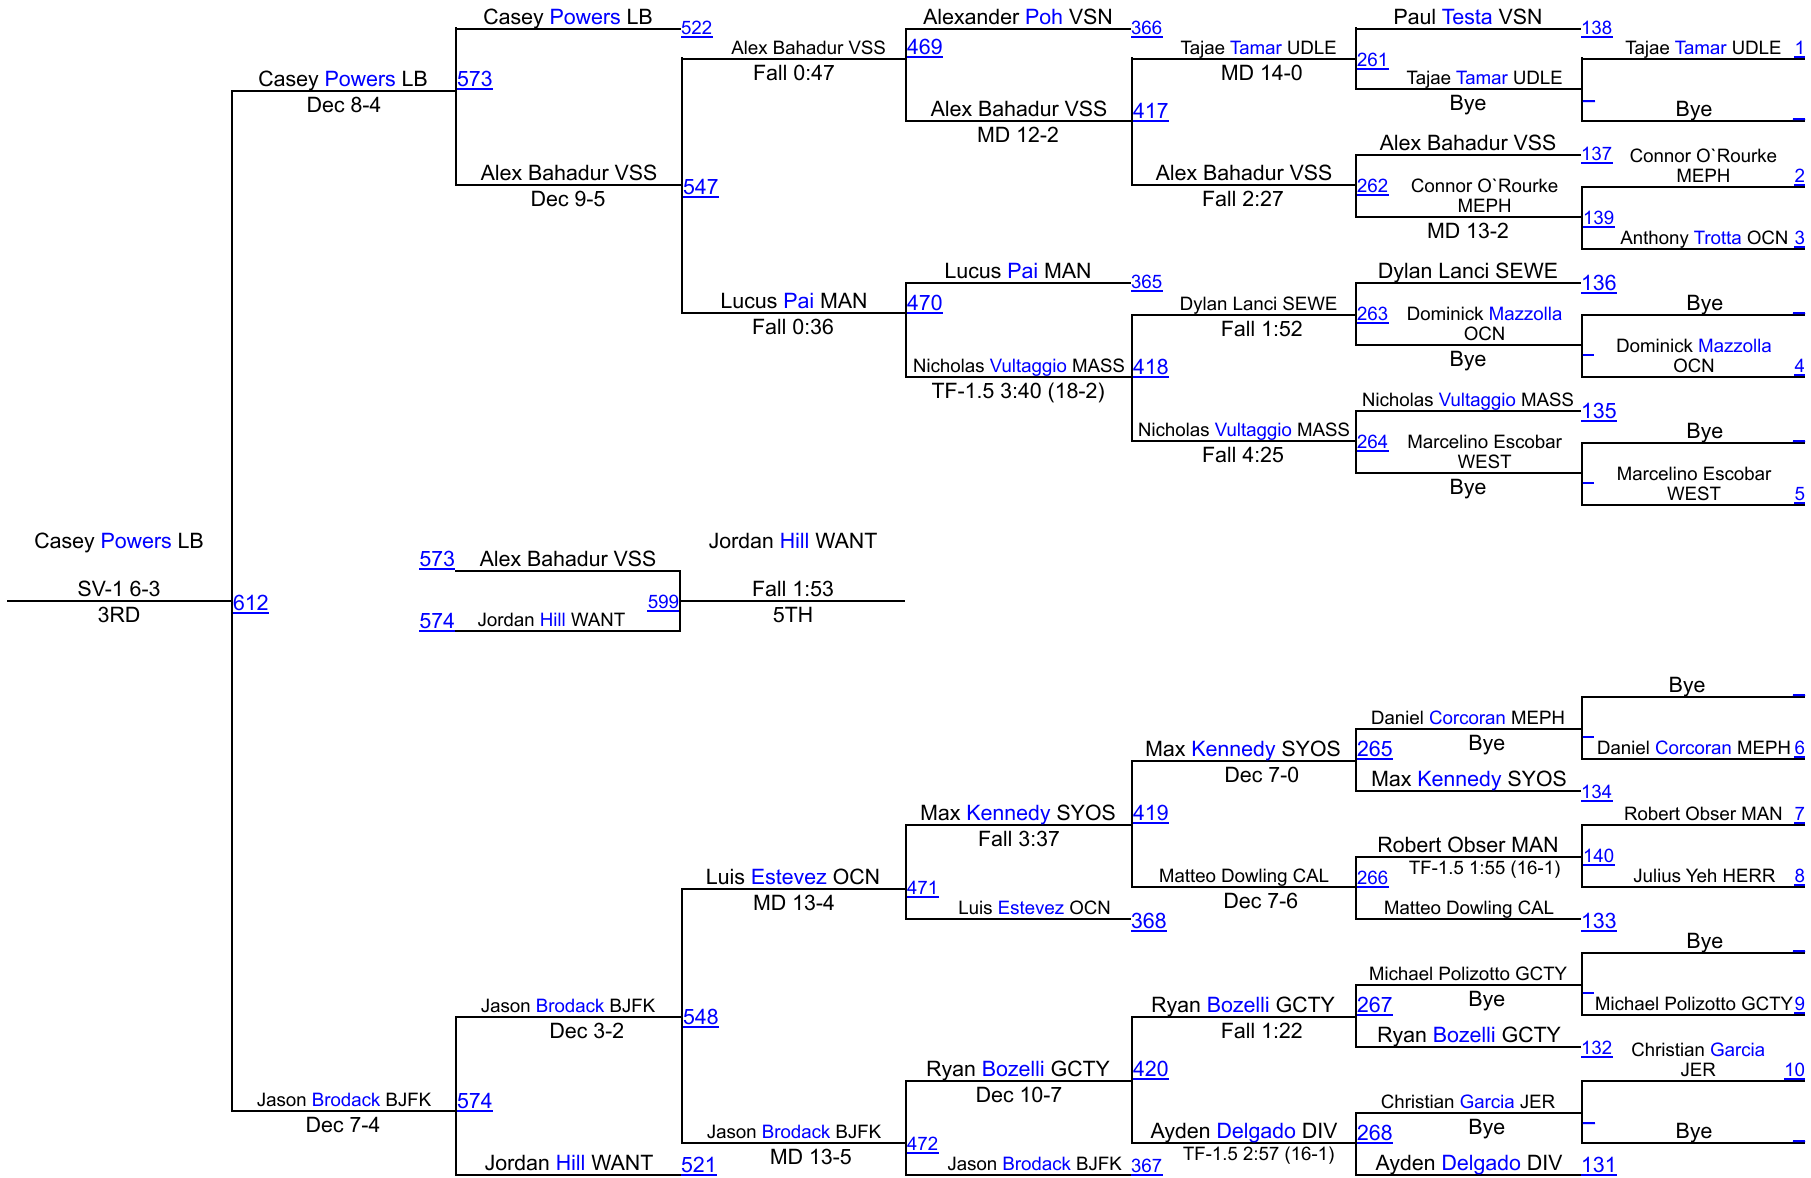 Casey Powers LB
522
Alexander Poh VSN
366
Paul Testa VSN
138
Alex Bahadur VSS
469
Tajae Tamar UDLE
261
Tajae Tamar UDLE 1
Casey Powers LB
573
Fall 0:47
MD 14-0
Tajae Tamar UDLE
Bye
Dec 8-4
Alex Bahadur VSS
417
Bye
MD 12-2
Alex Bahadur VSS
137
Connor O`Rourke
MEPH 2
Alex Bahadur VSS
547
Alex Bahadur VSS
262
Connor O`Rourke
MEPH
Dec 9-5
Fall 2:27
139
MD 13-2
Anthony Trotta OCN 3
Lucus Pai MAN
365
Dylan Lanci SEWE
136
Lucus Pai MAN
470
Dylan Lanci SEWE
263
Dominick Mazzolla
OCN
Bye
Fall 0:36
Fall 1:52
Bye
Dominick Mazzolla
OCN 4
Nicholas Vultaggio MASS
418
TF-1.5 3:40 (18-2)
Nicholas Vultaggio MASS
135
Nicholas Vultaggio MASS
264
Marcelino Escobar
WEST
Bye
Fall 4:25
Bye
Marcelino Escobar
WEST 5
Casey Powers LB
573
Alex Bahadur VSS
Jordan Hill WANT
SV-1 6-3
612
599
Fall 1:53
3RD
574
Jordan Hill WANT
5TH
Bye
Daniel Corcoran MEPH
Max Kennedy SYOS
265
Bye
Daniel Corcoran MEPH 6
Dec 7-0
Max Kennedy SYOS
134
Max Kennedy SYOS
419
Robert Obser MAN 7
Fall 3:37
Robert Obser MAN
140
Luis Estevez OCN
471
Matteo Dowling CAL
266
TF-1.5 1:55 (16-1)
Julius Yeh HERR 8
MD 13-4
Dec 7-6
Luis Estevez OCN
368
Matteo Dowling CAL
133
Bye
Michael Polizotto GCTY
Jason Brodack BJFK
548
Ryan Bozelli GCTY
267
Bye
Michael Polizotto GCTY 9
Dec 3-2
Fall 1:22
Ryan Bozelli GCTY
132
Christian Garcia
JER 10
Ryan Bozelli GCTY
420
Jason Brodack BJFK
574
Dec 10-7
Christian Garcia JER
Dec 7-4
Jason Brodack BJFK
472
Ayden Delgado DIV
268
Bye
Bye
MD 13-5
TF-1.5 2:57 (16-1)
Jordan Hill WANT
521
Jason Brodack BJFK
367
Ayden Delgado DIV
131